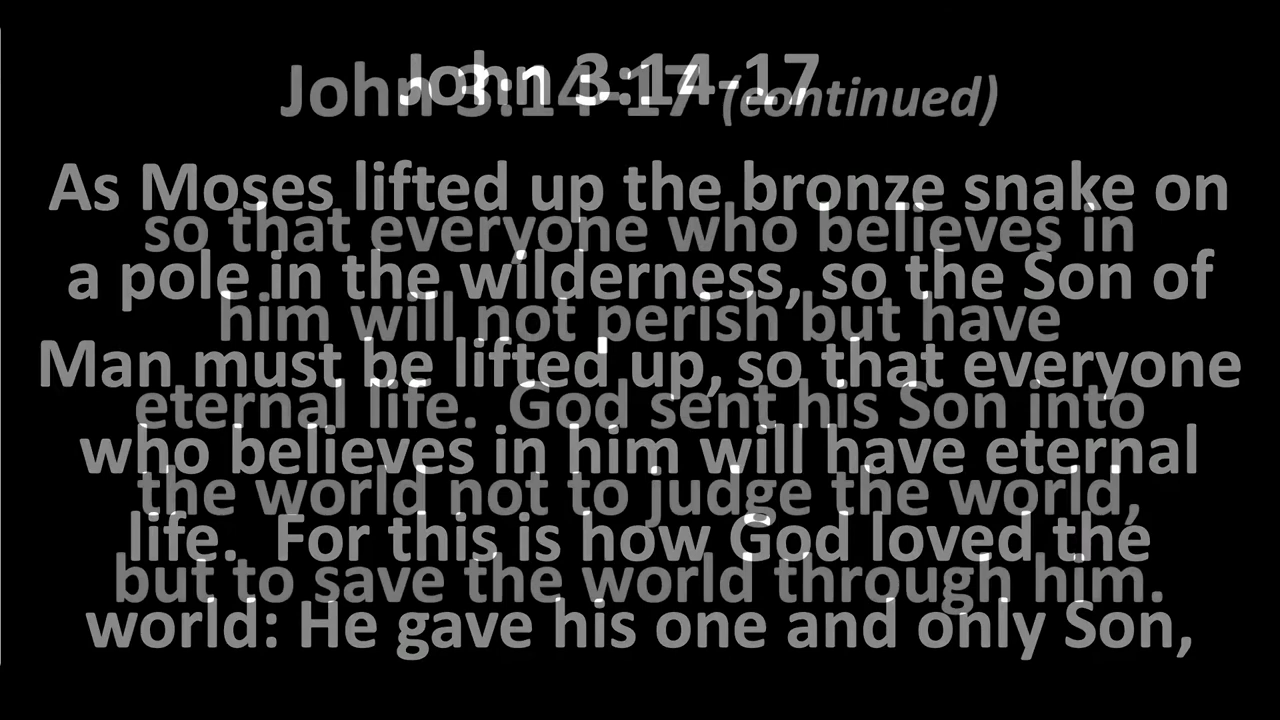 John 3:14-17
As Moses lifted up the bronze snake on
a pole in the wilderness, so the Son of
Man must be lifted up, so that everyone
who believes in him will have eternal
life.  For this is how God loved the
world: He gave his one and only Son,
John 3:14-17 (continued)
so that everyone who believes in
him will not perish but have
eternal life.  God sent his Son into
the world not to judge the world,
but to save the world through him.